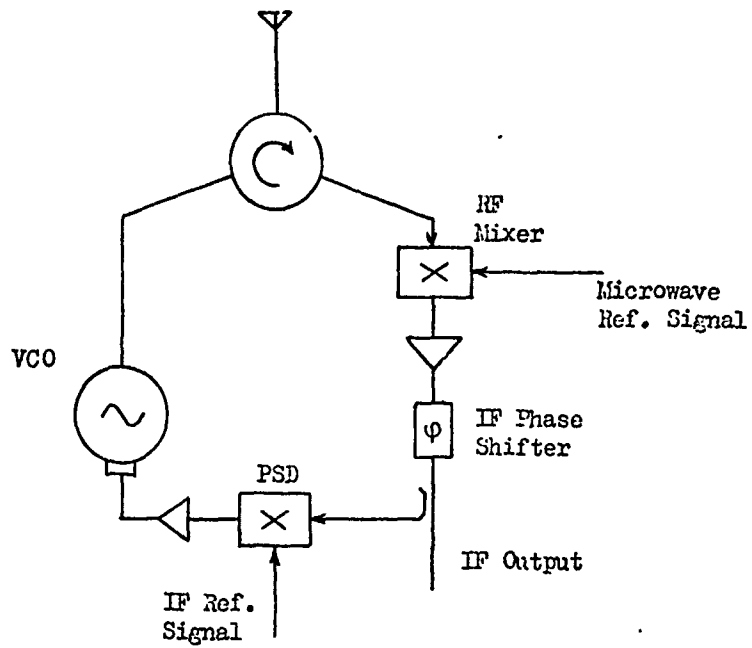 RF
Mixer
Microwave
Ref. Signal
VCO
φ
IF Phase
Shifter
PSD
IF Output
IF Ref.
Signal